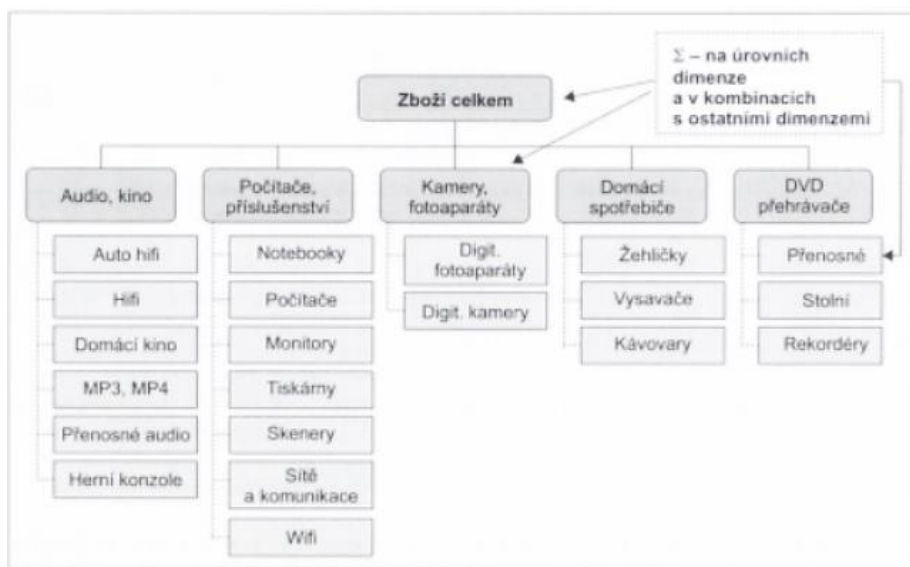 Σ – na úrovních
dimenze
a v kombinacích
s ostatními dimenzemi
Zboží celkem
Audio, kino
Auto hifi
Hifi
Domácí kino
MP3, MP4
Přenosné audio
Herní konzole
Počítače,
příslušenství
Notebooky
Počítače
Monitory
Tiskárny
Skenery
Sítě
a komunikace
Wifi
Kamery,
fotoaparáty
Digit.
fotoaparáty
Digit. kamery
Domácí
spotřebiče
Žehličky
Vysavače
Kávovary
DVD
přehrávače
Přenosné
Stolní
Rekordéry